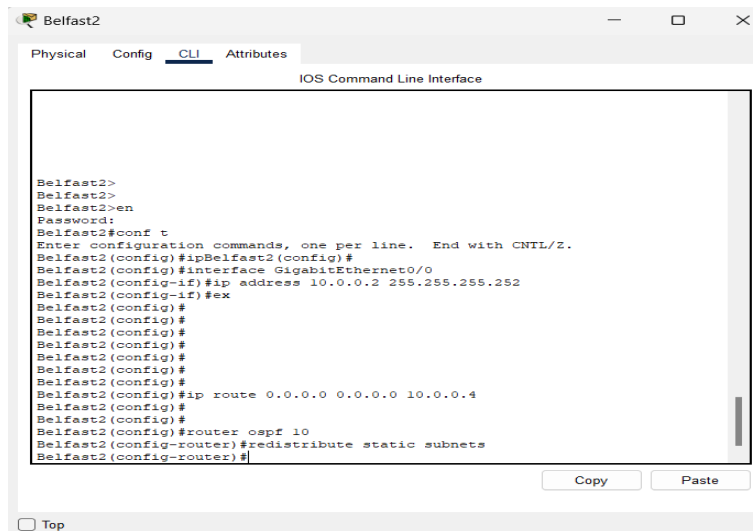 Belfast2
Physical Config CLI Attributes
IOS Command Line Interface
Belfast2>
Belfast2>
Belfast2>en
Password:
Belfast2#conf t
Enter configuration commands, one per line.  End with CNTL/Z.
Belfast2(config)#ipBelfast2(config)#
Belfast2(config)#interface GigabitEthernet0/0
Belfast2(config-if)#ip address 10.0.0.2 255.255.255.252
Belfast2(config-if)#ex
Belfast2(config)#
Belfast2(config)#
Belfast2(config)#
Belfast2(config)#
Belfast2(config)#
Belfast2(config)#
Belfast2(config)#ip route 0.0.0.0 0.0.0.0 10.0.0.4
Belfast2(config)#
Belfast2(config)#
Belfast2(config)#router ospf 10
Belfast2(config-router)#redistribute static subnets
Belfast2(config-router)#
Copy Paste
Top